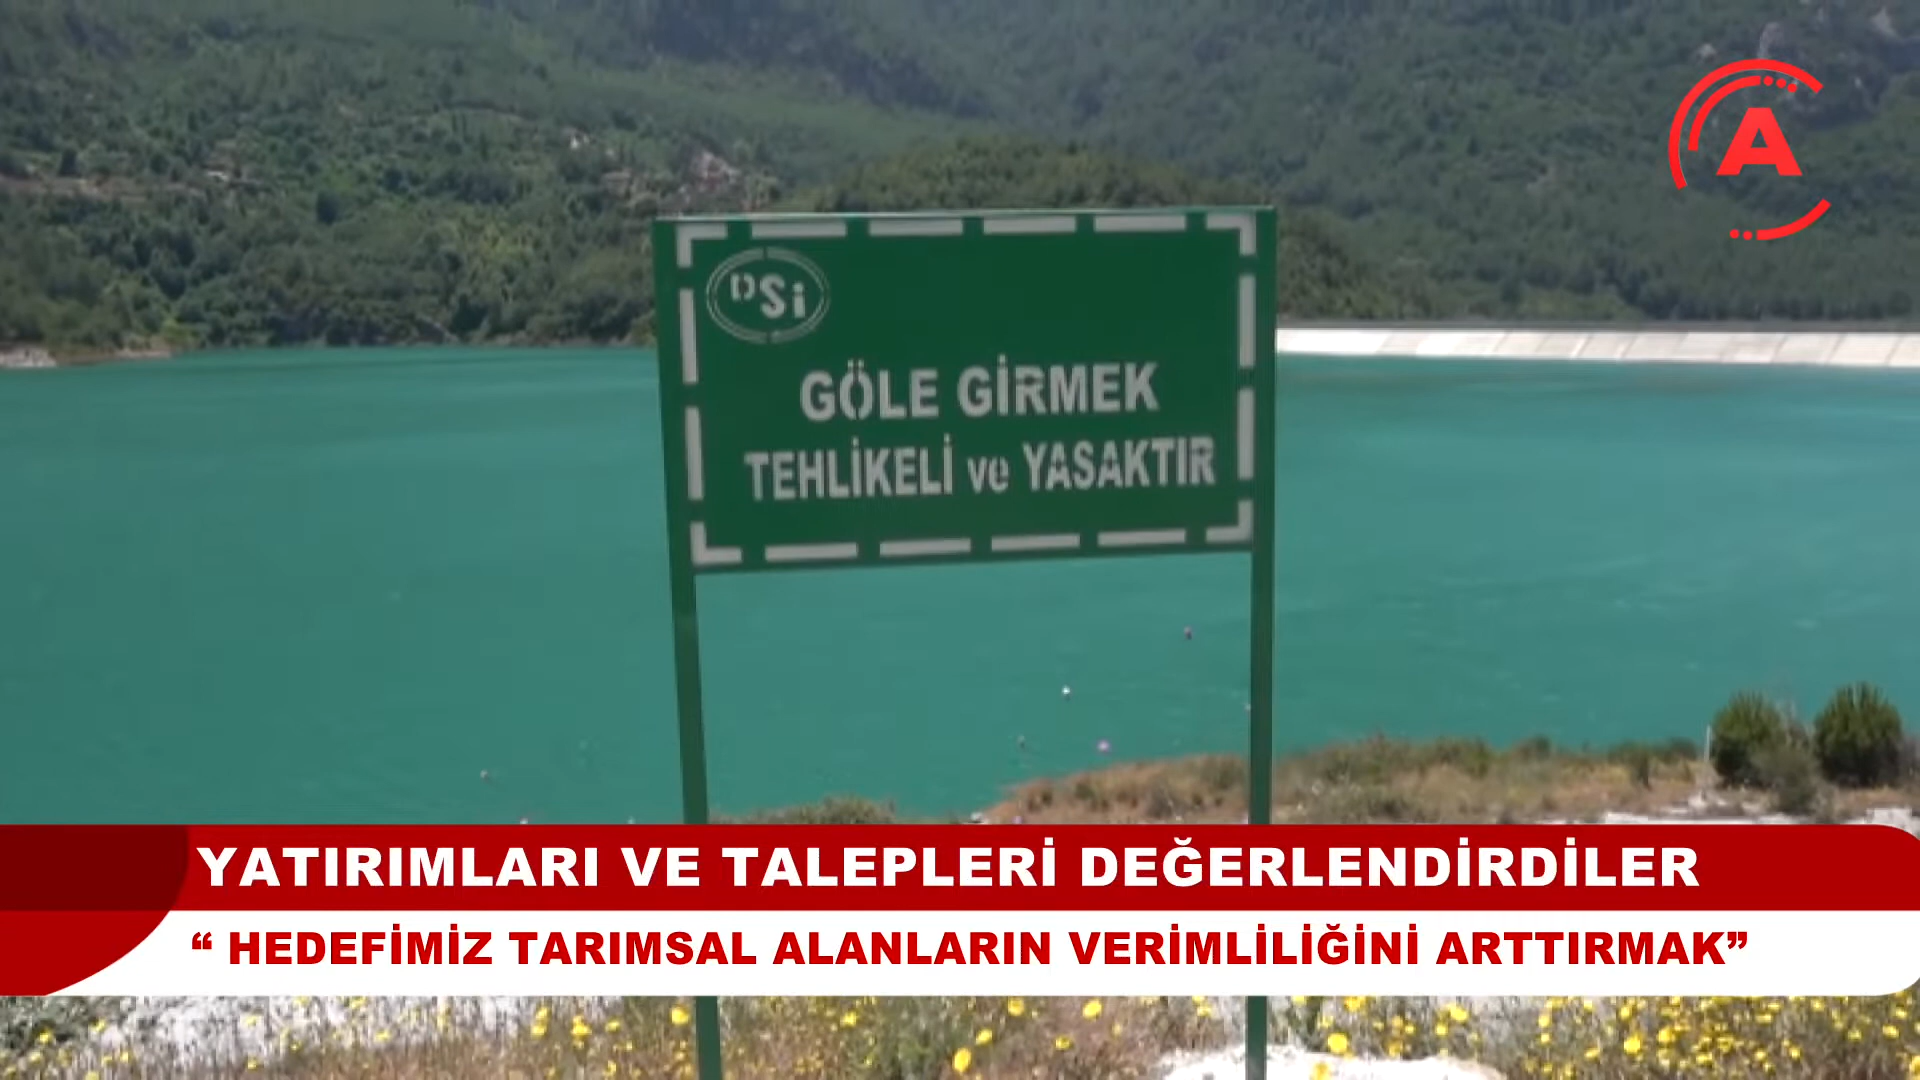 A
DSİ
GÖLE GİRMEK
TEHLİKELİ ve YASAKTIR
YATIRIMLARI VE TALEPLERİ DEĞERLENDİRDİLER
“ HEDEFİMİZ TARIMSAL ALANLARIN VERİMLİLİĞİNİ ARTTIRMAK”